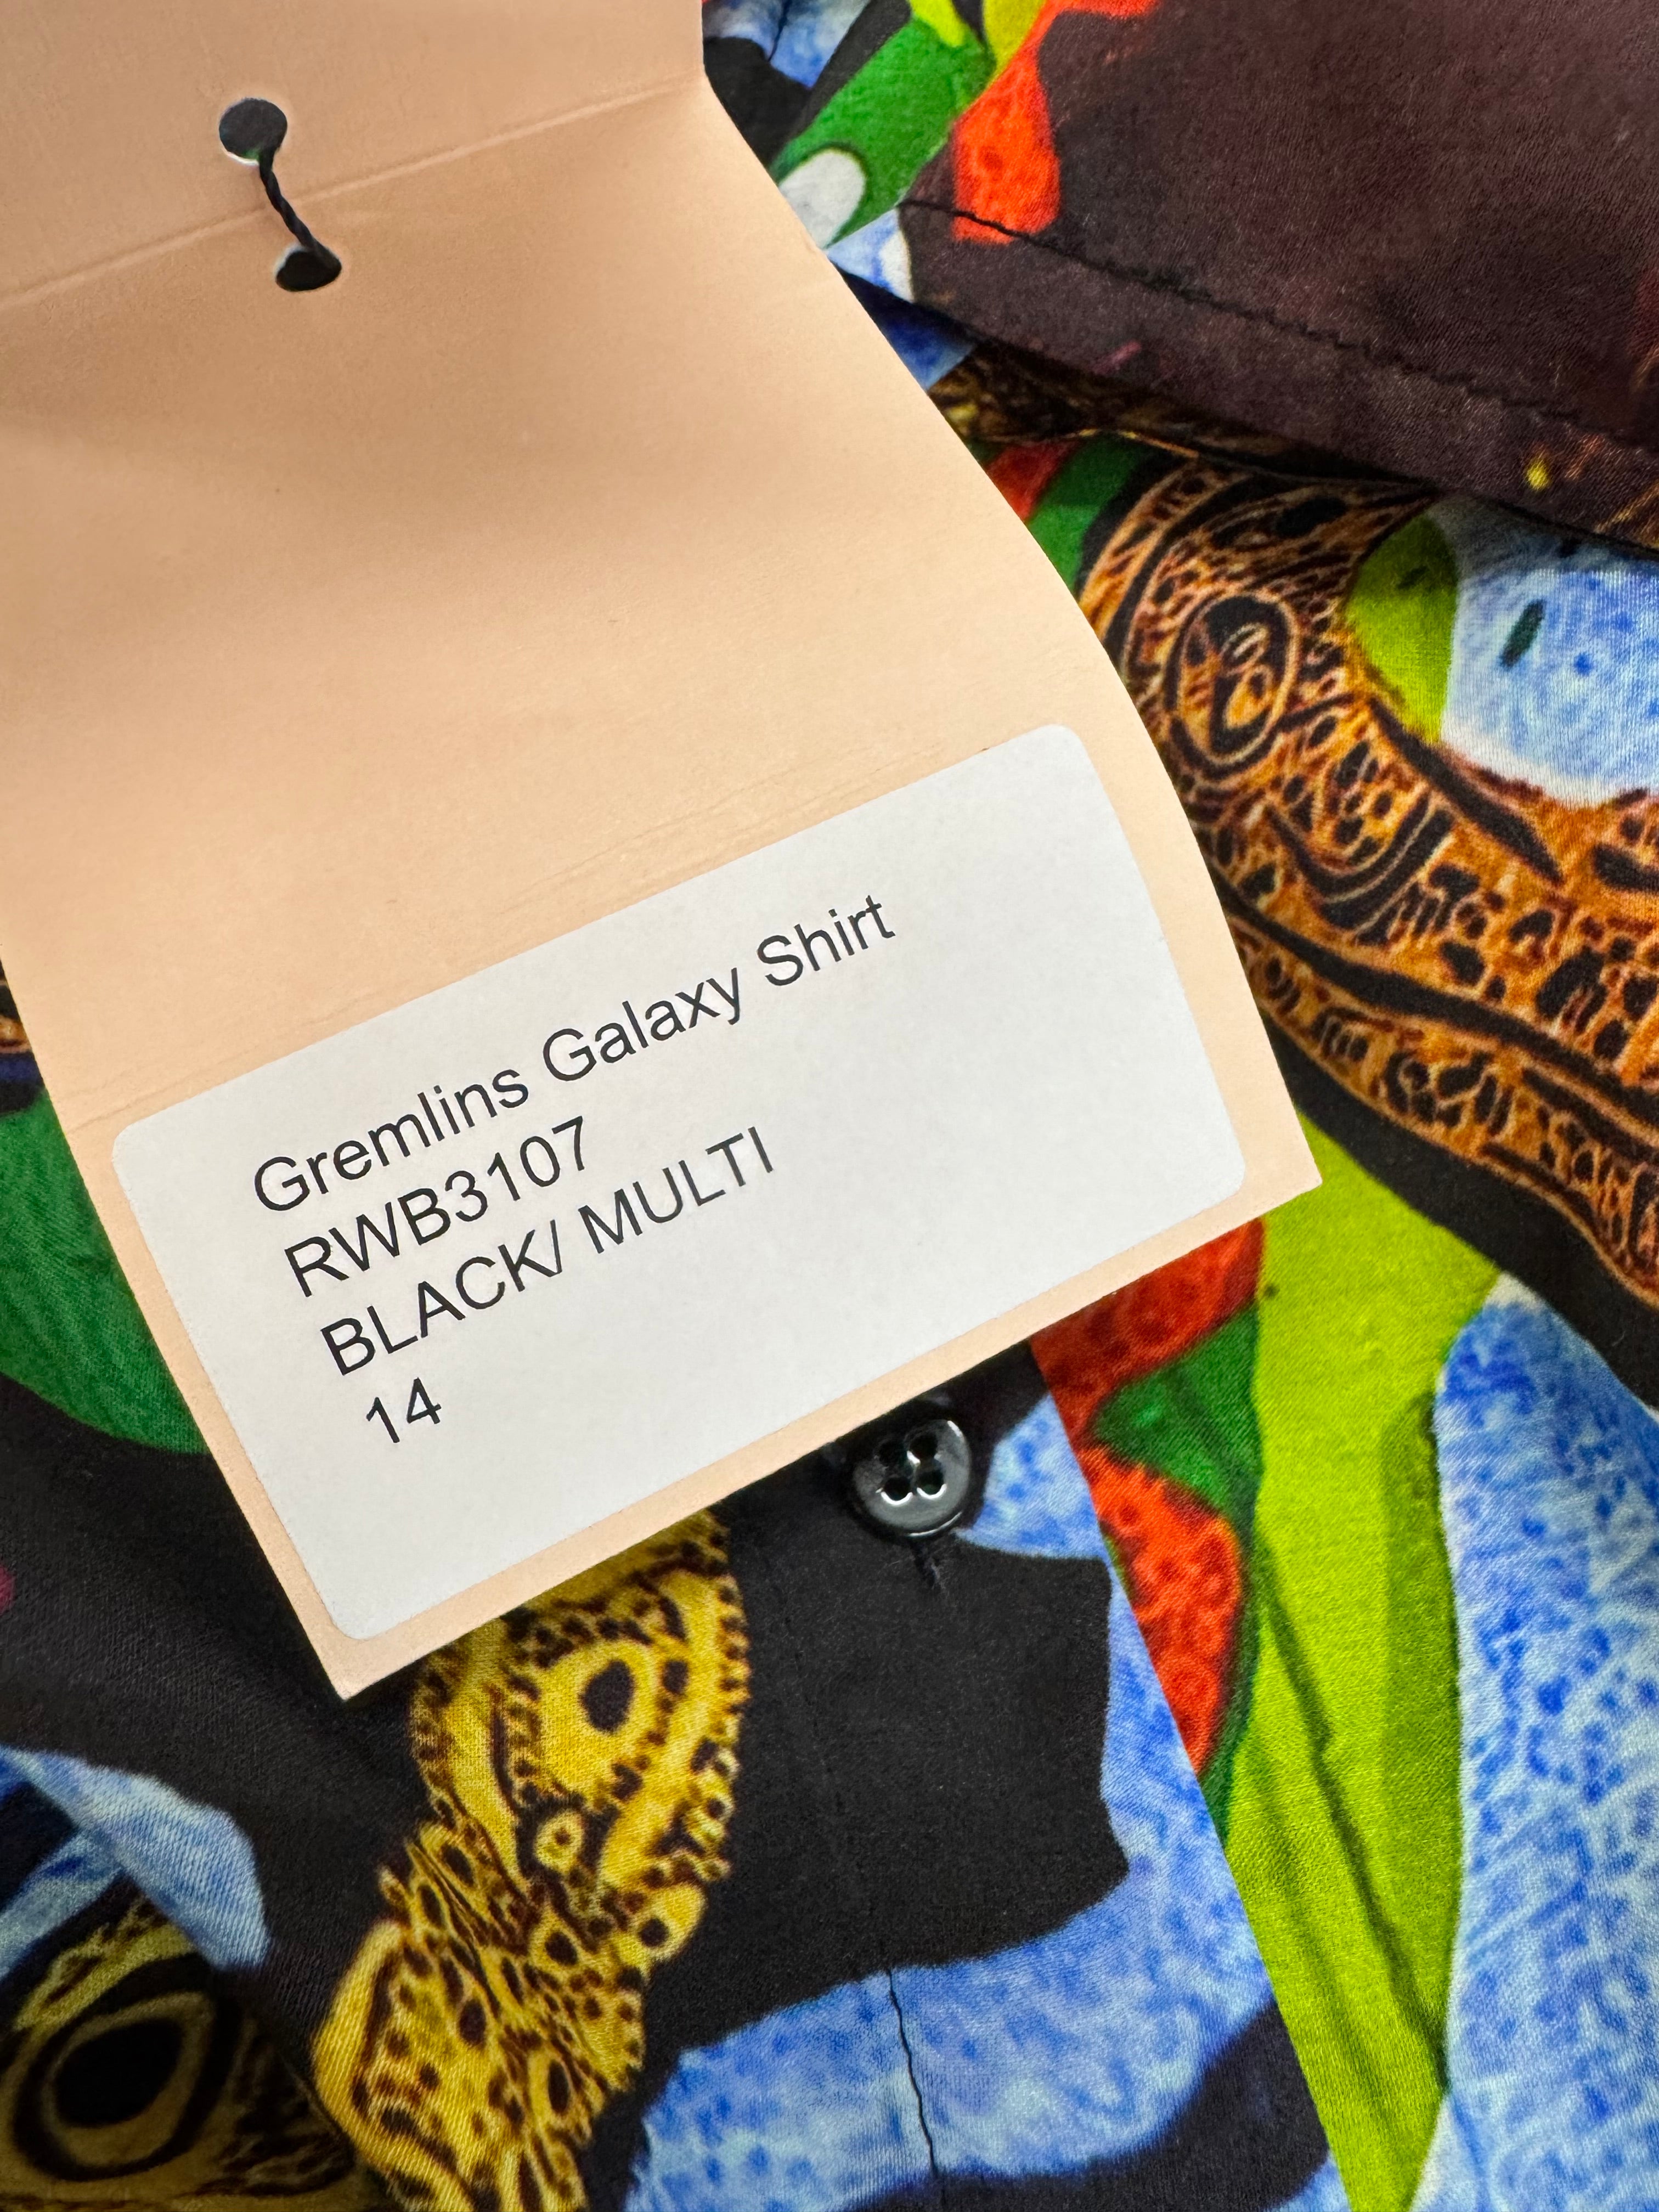 Gremlins Galaxy Shirt
RWB3107
BLACK/ MULTI
14